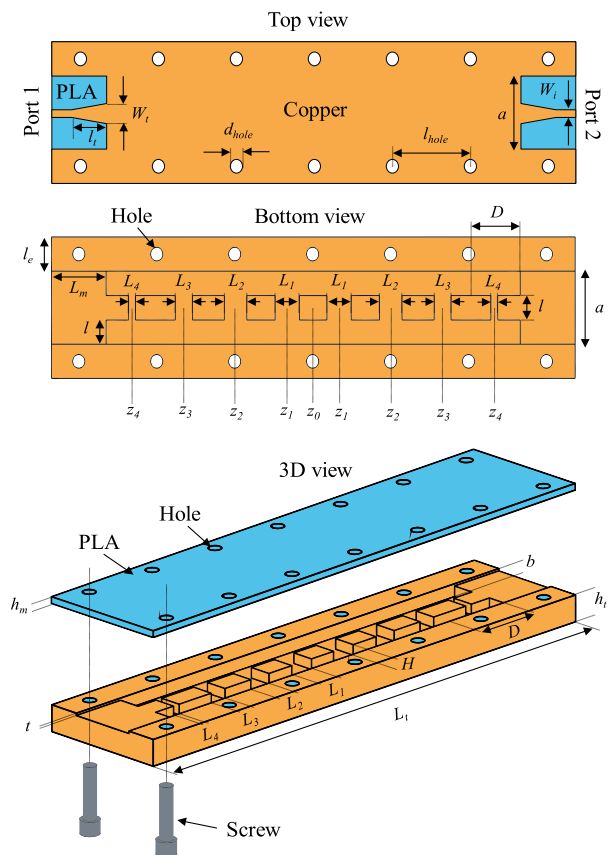 Top view
Port 1
PLA
W_t
l_t
Copper
d_hole
l_hole
a
W_i
Port 2
Hole
Bottom view
D
l_e
L_m
L_4
L_3
L_2
L_1
L_1
L_2
L_3
L_4
l
l
a
z_4
z_3
z_2
z_1
z_0
z_1
z_2
z_3
z_4
3D view
Hole
PLA
h_m
b
h_t
D
H
L_1
L_2
L_3
L_4
t
L_t
Screw